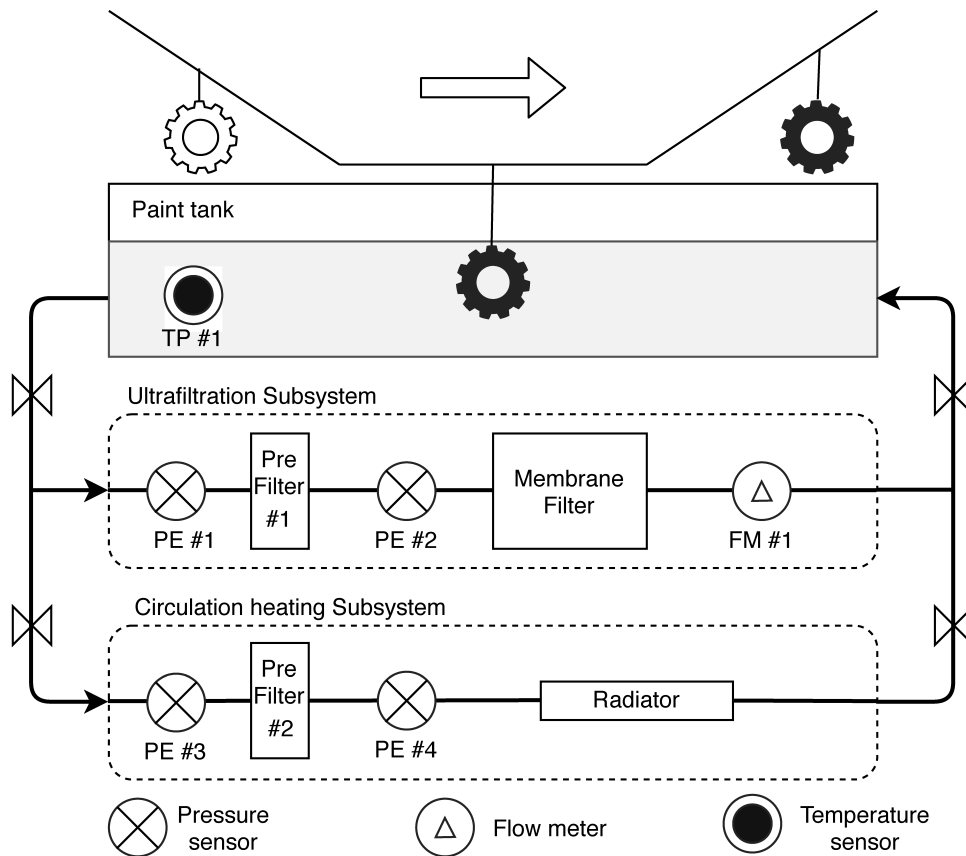 Paint tank
TP #1
Ultrafiltration Subsystem
Pre
Filter
#1
Membrane
Filter
PE #1
PE #2
FM #1
Circulation heating Subsystem
Pre
Filter
#2
Radiator
PE #3
PE #4
Pressure
sensor
Flow meter
Temperature
sensor